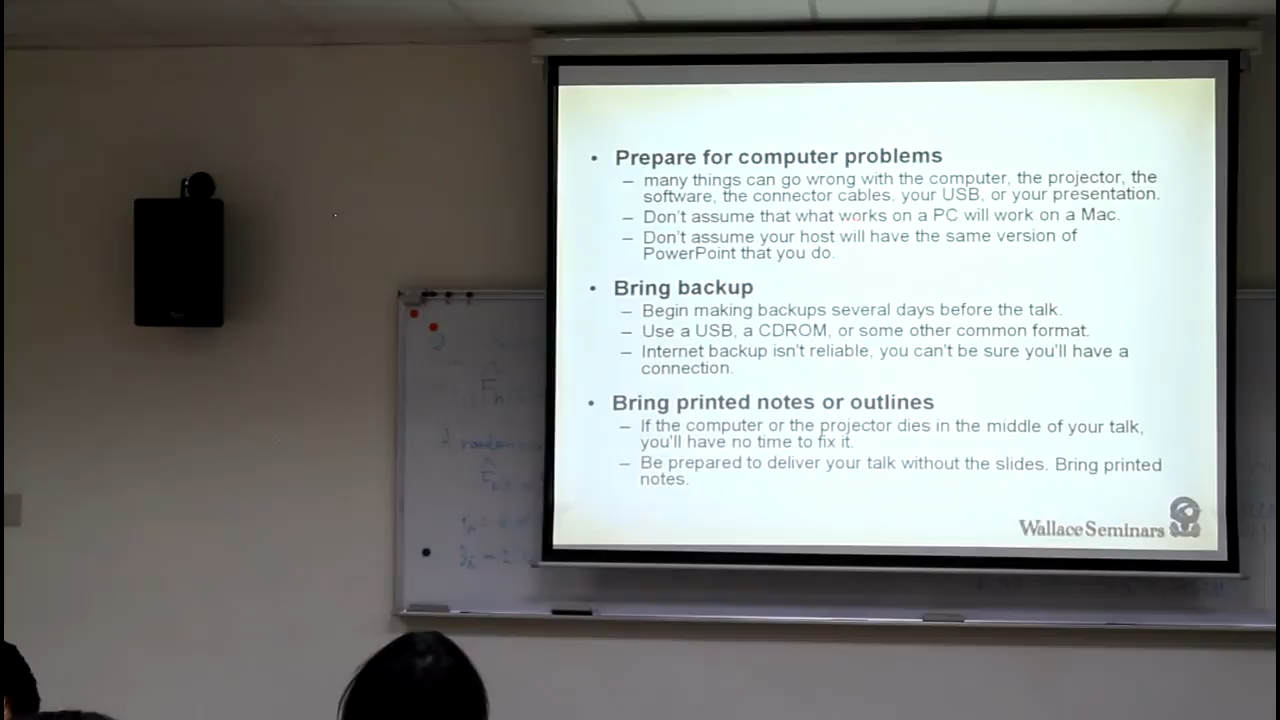 • Prepare for computer problems
– many things can go wrong with the computer, the projector, the
software, the connector cables, your USB, or your presentation.
– Don't assume that what works on a PC will work on a Mac.
– Don't assume your host will have the same version of
PowerPoint that you do.
• Bring backup
– Begin making backups several days before the talk.
– Use a USB, a CDROM, or some other common format.
– Internet backup isn't reliable, you can't be sure you'll have a
connection.
• Bring printed notes or outlines
– If the computer or the projector dies in the middle of your talk,
you'll have no time to fix it.
– Be prepared to deliver your talk without the slides. Bring printed
notes.
Wallace Seminars
A random